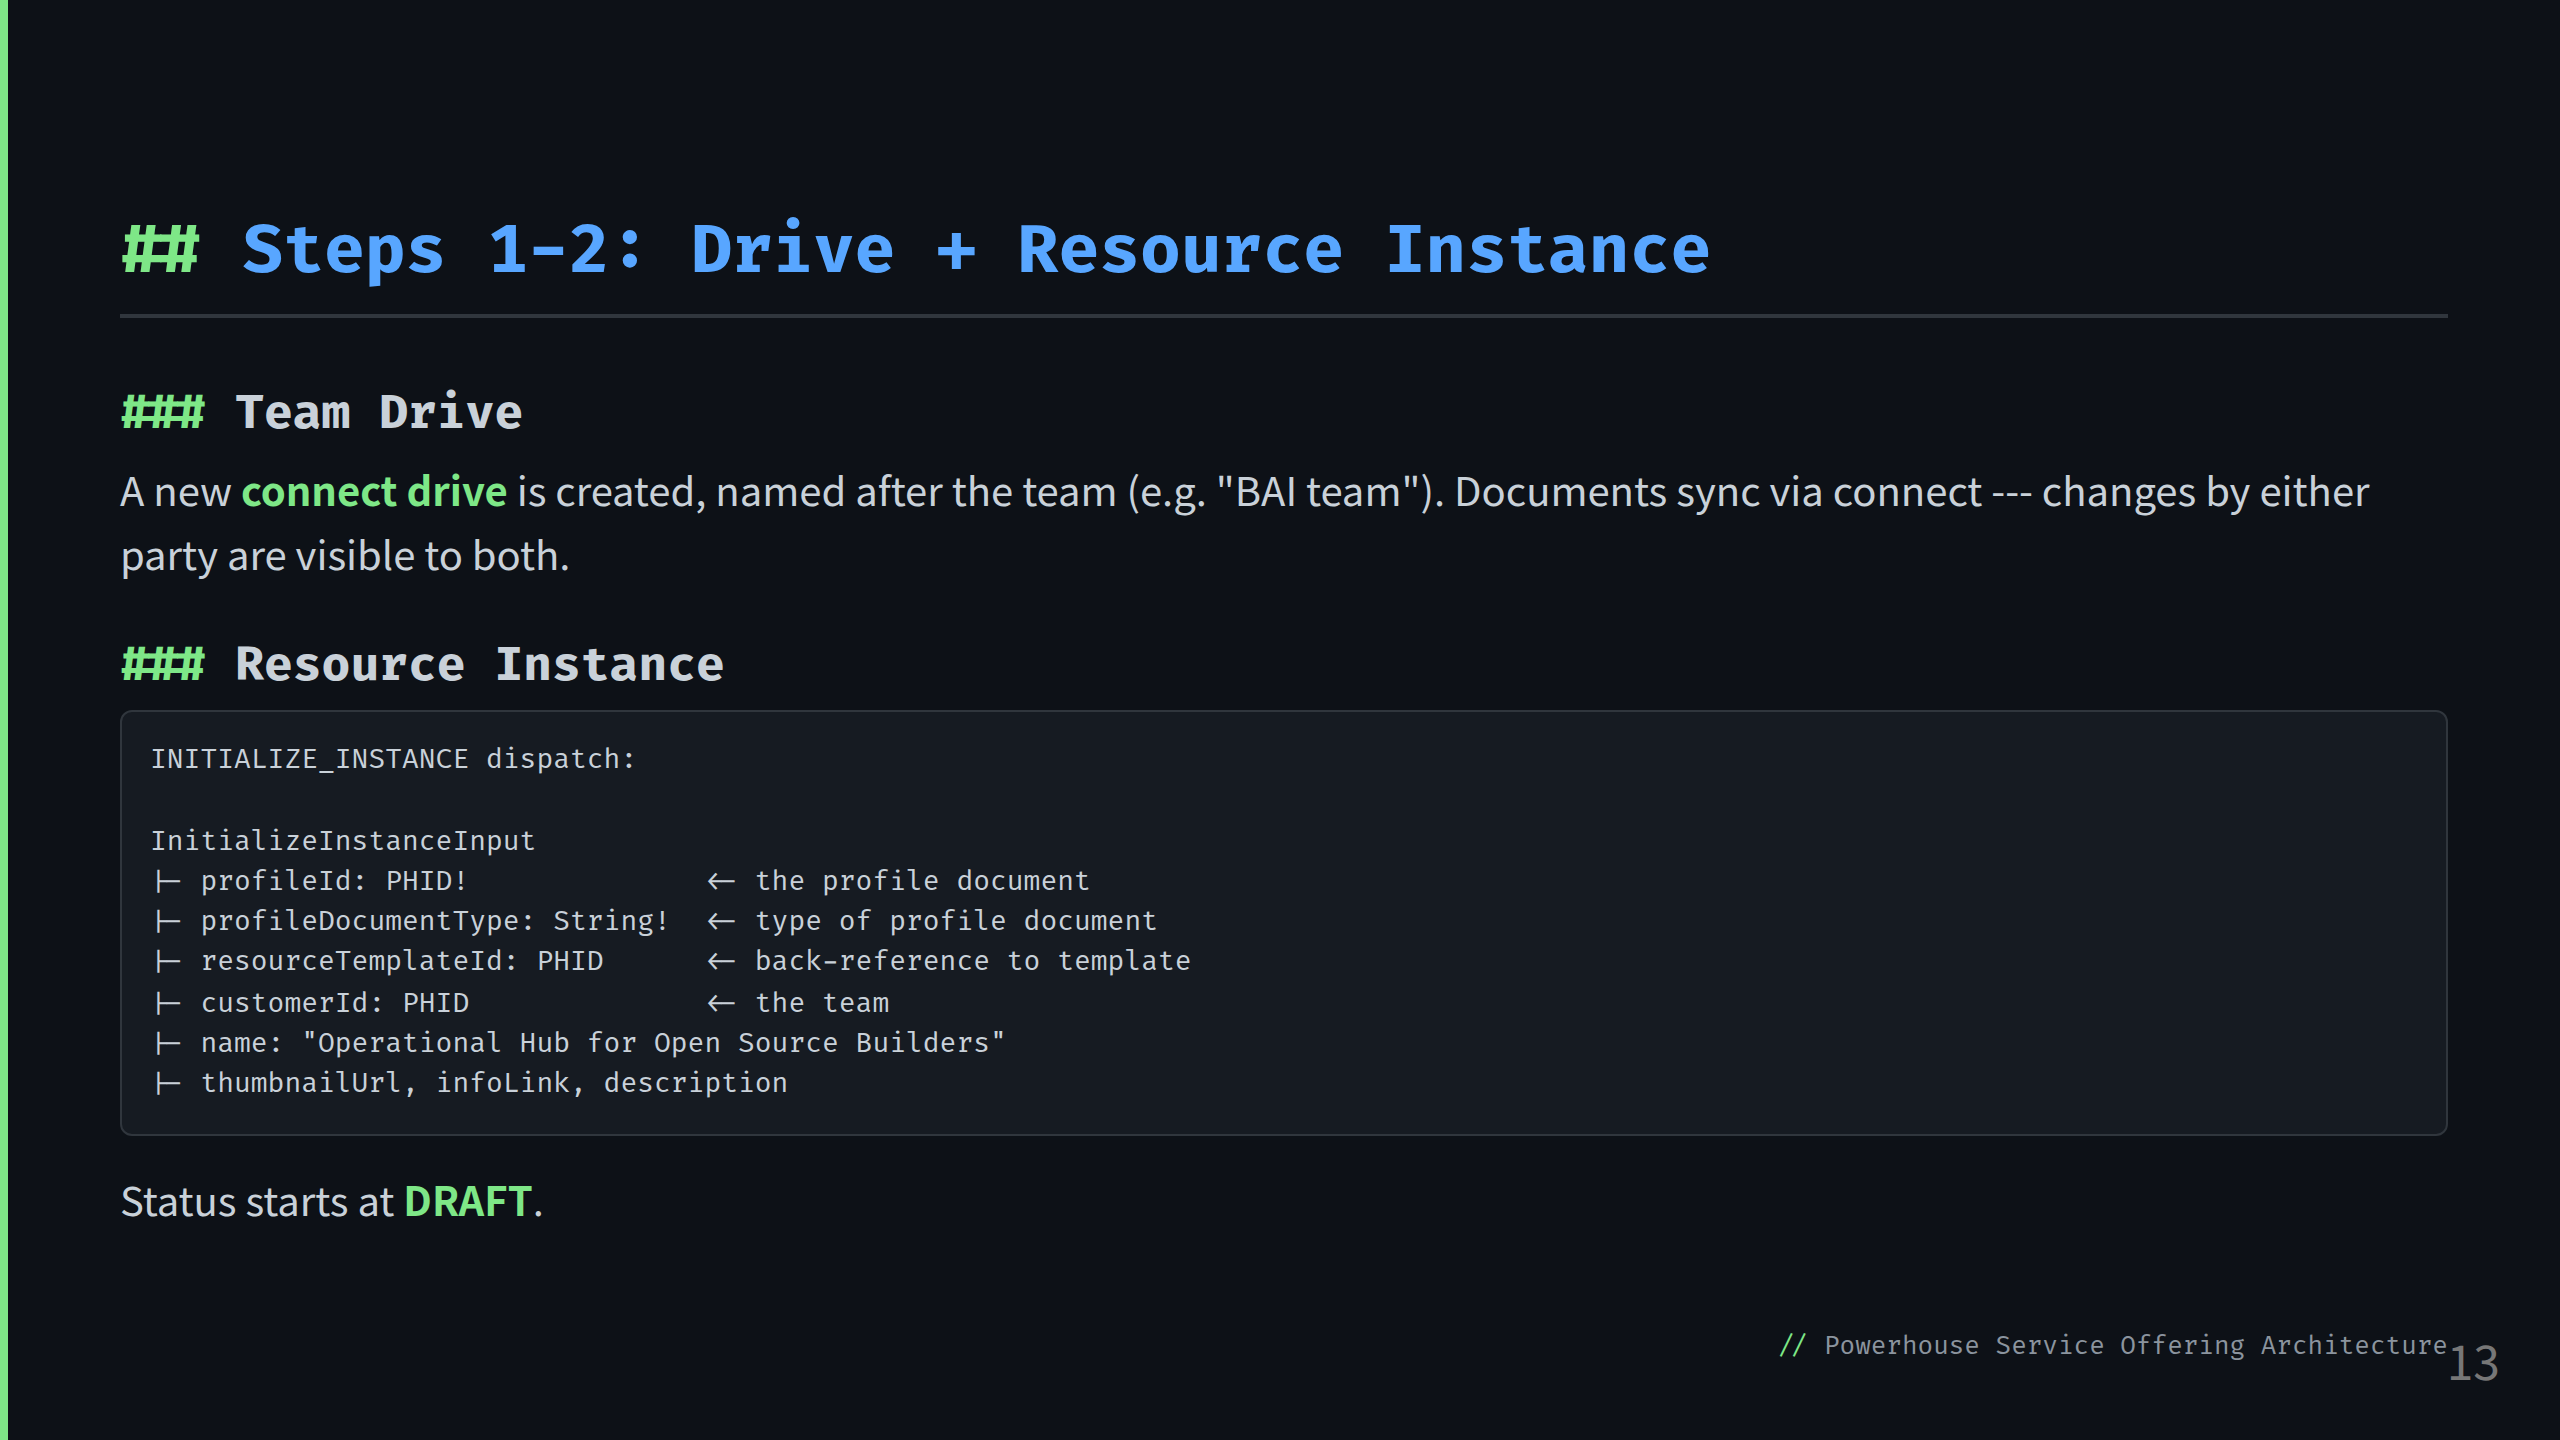 ## Steps 1-2: Drive + Resource Instance
### Team Drive
A new connect drive is created, named after the team (e.g. "BAI team"). Documents sync via connect --- changes by either
party are visible to both.
### Resource Instance
INITIALIZE_INSTANCE dispatch:
InitializeInstanceInput
├─ profileId: PHID!              ← the profile document
├─ profileDocumentType: String!  ← type of profile document
├─ resourceTemplateId: PHID      ← back-reference to template
├─ customerId: PHID              ← the team
├─ name: "Operational Hub for Open Source Builders"
├─ thumbnailUrl, infoLink, description
Status starts at DRAFT.
// Powerhouse Service Offering Architecture
13